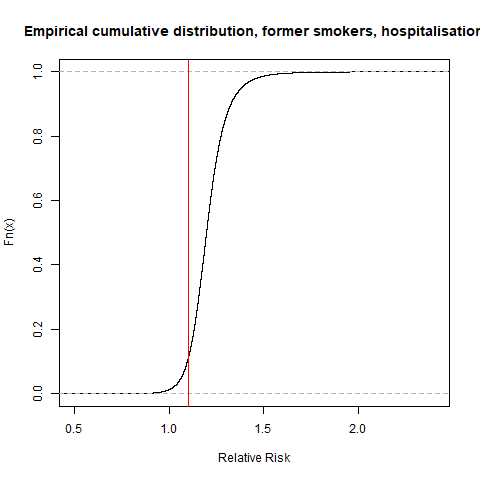 Empirical cumulative distribution, former smokers, hospitalisation
Fn(x)
1.0
0.8
0.6
0.4
0.2
0.0
0.5 1.0 1.5 2.0
Relative Risk